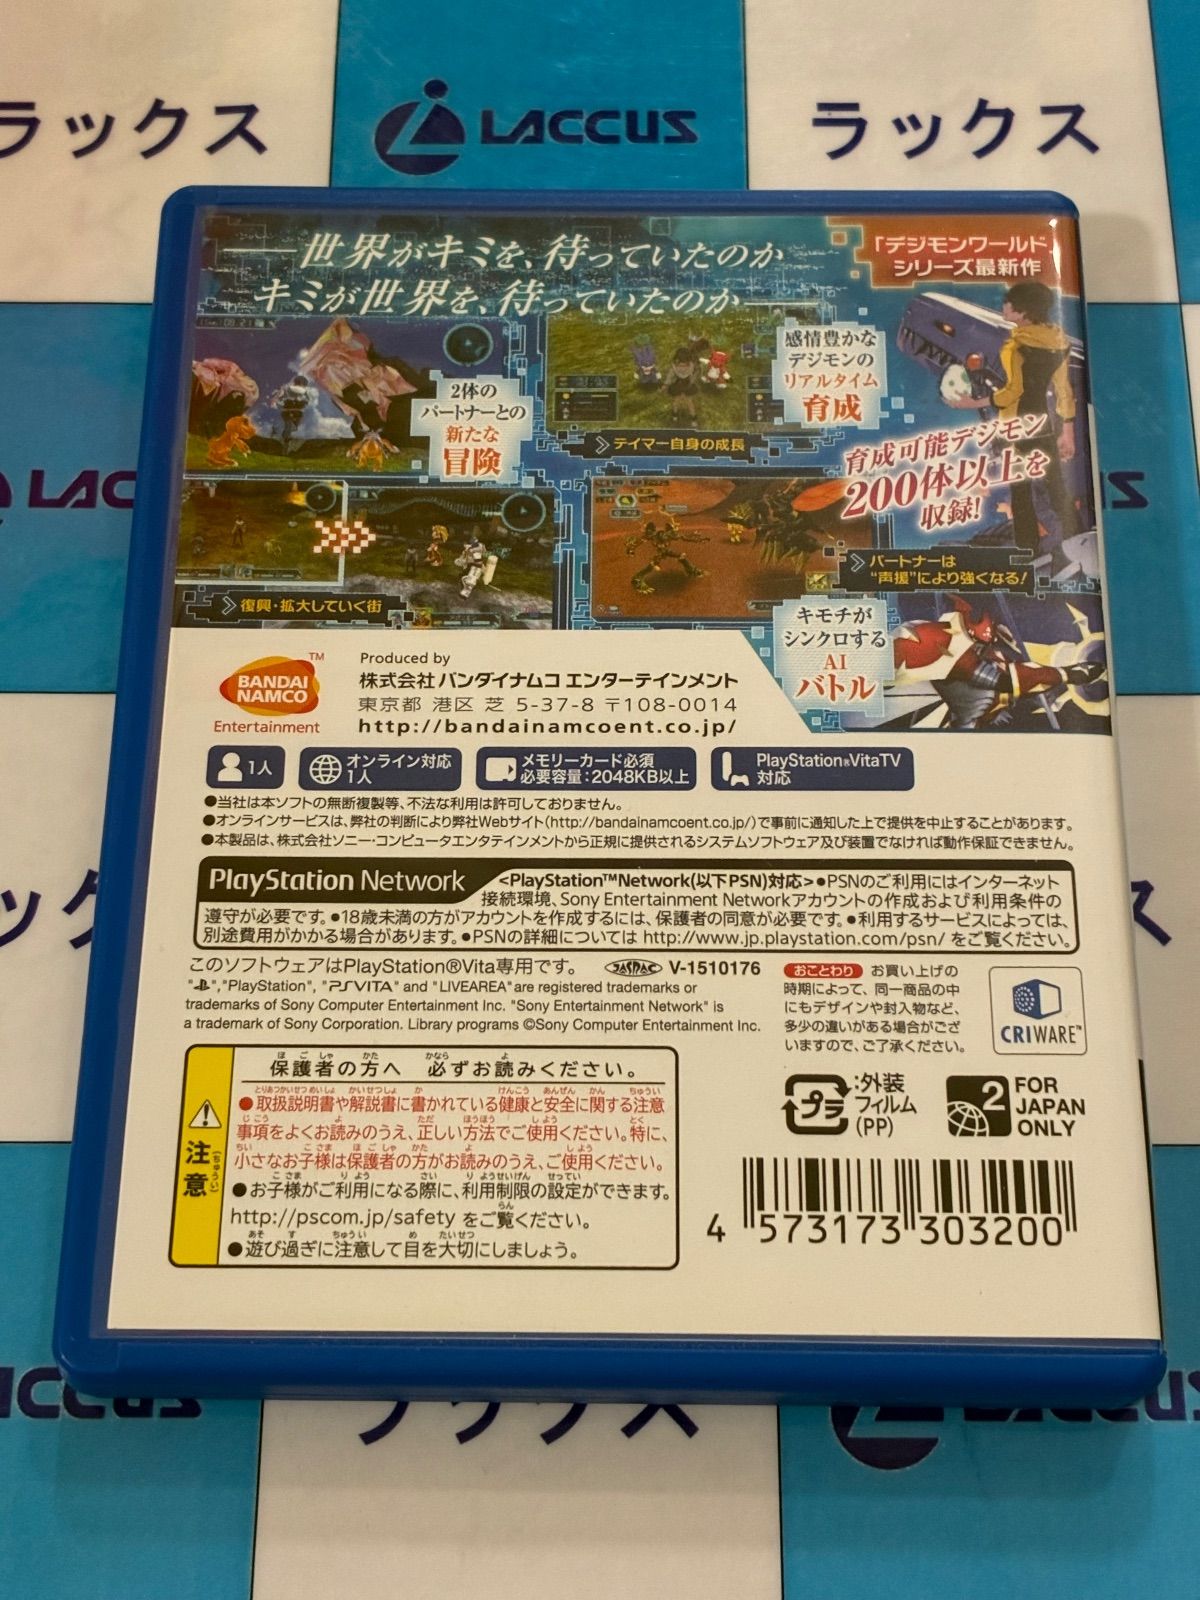 ラックス
LACCUS
ラックス
世界がキミを、待っていたのか
キミが世界を、待っていたのか
「デジモンワールド」
シリーズ最新作
2体の
パートナーとの
新たな
冒険
感情豊かな
デジモンの
リアルタイム
育成
テイマー自身の成長
育成可能デジモン
200体以上を
収録!
復興・拡大していく街
パートナーは
"声援"により強くなる!
キモチが
シンクロする
AI
バトル
BANDAI
NAMCO
TM
Entertainment
Produced by
株式会社 バンダイナムコ エンターテインメント
東京都 港区 芝 5-37-8 〒108-0014
http://bandainamcoent.co.jp/
1人
オンライン対応
1人
メモリーカード必須
必要容量:2048KB以上
PlayStation®VitaTV
対応
●当社は本ソフトの無断複製等、不法な利用は許可しておりません。
●オンラインサービスは、弊社の判断により弊社Webサイト(http://bandainamcoent.co.jp/)で事前に通知した上で提供を中止することがあります。
●本製品は、株式会社ソニー・コンピュータエンタテインメントから正規に提供されるシステムソフトウェア及び装置でなければ動作保証できません。
PlayStation Network
<PlayStation™Network(以下PSN)対応>●PSNのご利用にはインターネット
接続環境、Sony Entertainment Networkアカウントの作成および利用条件の
遵守が必要です。●18歳未満の方がアカウントを作成するには、保護者の同意が必要です。●利用するサービスによっては、
別途費用がかかる場合があります。●PSNの詳細については http://www.jp.playstation.com/psn/ をご覧ください。
このソフトウェアはPlayStation®Vita専用です。
JASRAC V-1510176
" ","PlayStation", "PSVITA" and "LIVEAREA"are registered trademarks or
trademarks of Sony Computer Entertainment Inc. "Sony Entertainment Network" is
a trademark of Sony Corporation. Library programs ©Sony Computer Entertainment Inc.
おことわり お買い上げの
時期によって、同一商品の中
にもデザインや封入物など、
多少の違いがある場合がござ
いますので、ご了承ください。
CRIWARE™
注意
(ちゅうい)
保護者の方へ 必ずお読みください。
●取扱説明書や解説書に書かれている健康と安全に関する注意
事項をよくお読みのうえ、正しい方法でご使用ください。特に、
小さなお子様は保護者の方がお読みのうえ、ご使用ください。
●お子様がご利用になる際に、利用制限の設定ができます。
http://pscom.jp/safety をご覧ください。
●遊び過ぎに注意して目を大切にしましょう。
プラ
:外装
フィルム
(PP)
2
FOR
JAPAN
ONLY
4 573173 303200